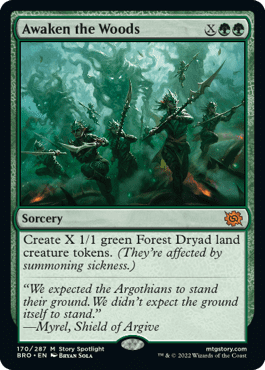 Awaken the Woods X
Sorcery
Create X 1/1 green Forest Dryad land
creature tokens. (They're affected by
summoning sickness.)
"We expected the Argothians to stand
their ground. We didn't expect the ground
itself to stand."
—Myrel, Shield of Argive
170/287 M Story Spotlight
BRO • EN Bryan Sola
mtgstory.com
™ & © 2022 Wizards of the Coast